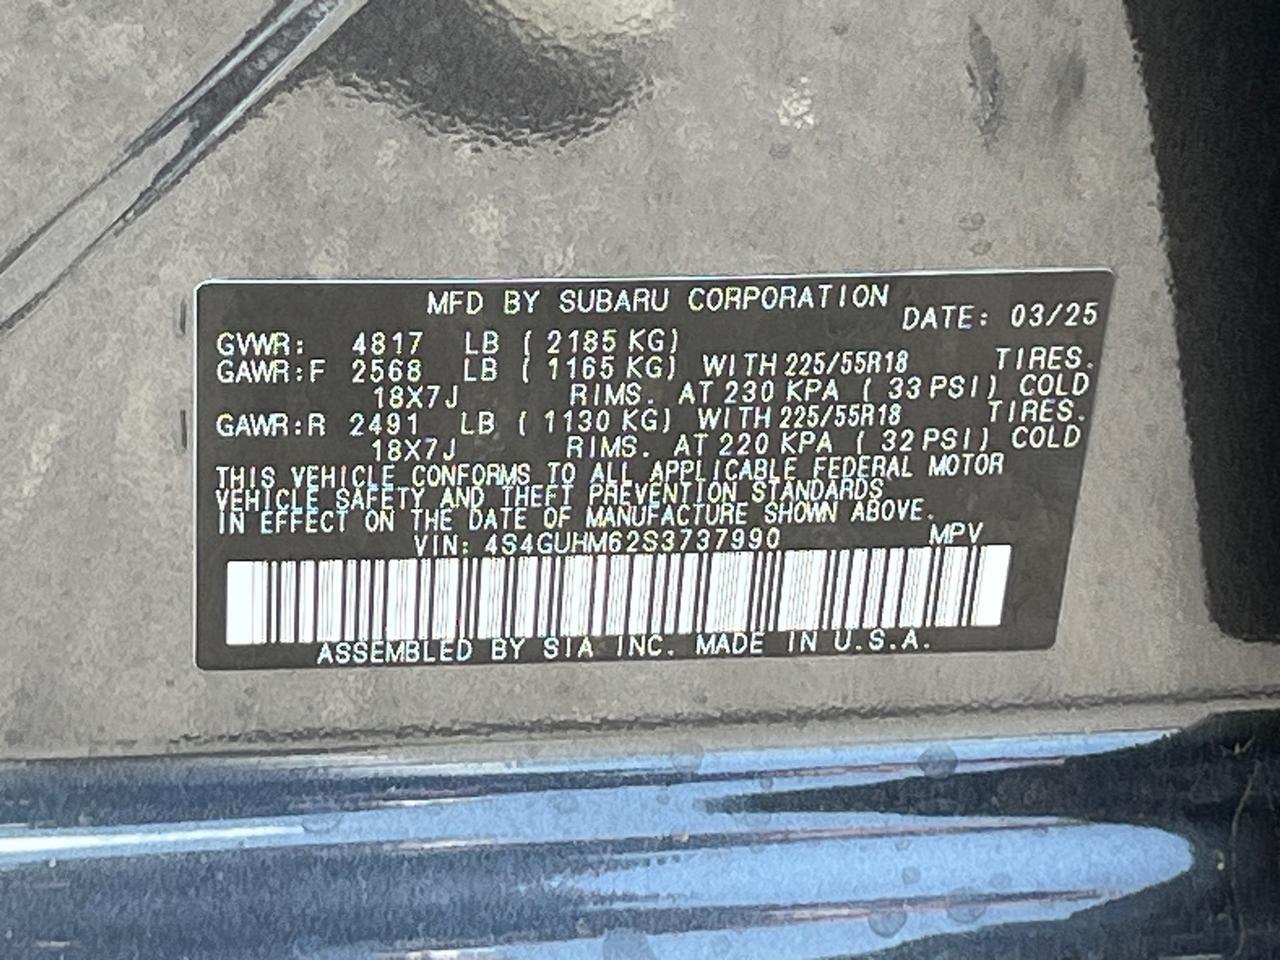 MFD BY SUBARU CORPORATION
DATE: 03/25
GVWR: 4817 LB ( 2185 KG)
GAWR:F 2568 LB ( 1165 KG) WITH 225/55R18 TIRES.
18X7J RIMS. AT 230 KPA ( 33 PSI) COLD
GAWR:R 2491 LB ( 1130 KG) WITH 225/55R18 TIRES.
18X7J RIMS. AT 220 KPA ( 32 PSI) COLD
THIS VEHICLE CONFORMS TO ALL APPLICABLE FEDERAL MOTOR
VEHICLE SAFETY AND THEFT PREVENTION STANDARDS
IN EFFECT ON THE DATE OF MANUFACTURE SHOWN ABOVE.
VIN: 4S4GUHM62S3737990 MPV
ASSEMBLED BY SIA INC. MADE IN U.S.A.